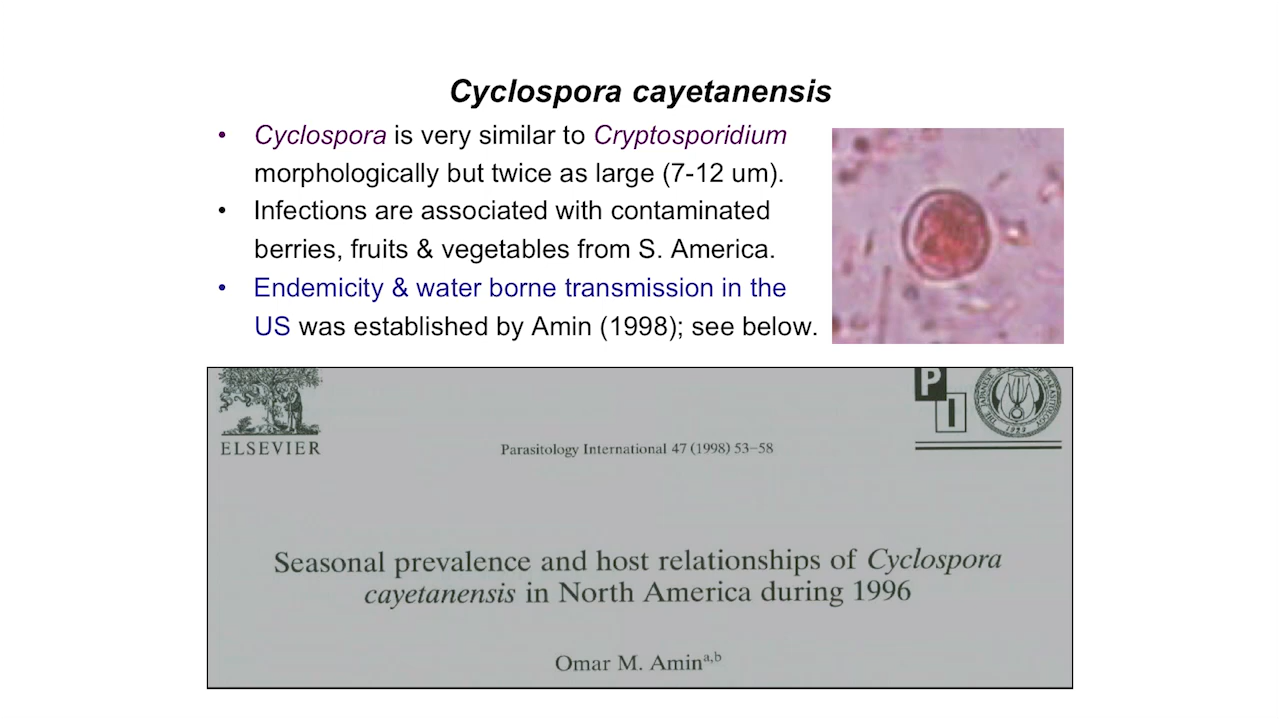 Cyclospora cayetanensis
• Cyclospora is very similar to Cryptosporidium
morphologically but twice as large (7-12 um).
• Infections are associated with contaminated
berries, fruits & vegetables from S. America.
• Endemicity & water borne transmission in the
US was established by Amin (1998); see below.
ELSEVIER
P
I
Parasitology International 47 (1998) 53–58
Seasonal prevalence and host relationships of Cyclospora
cayetanensis in North America during 1996
Omar M. Amin a,b